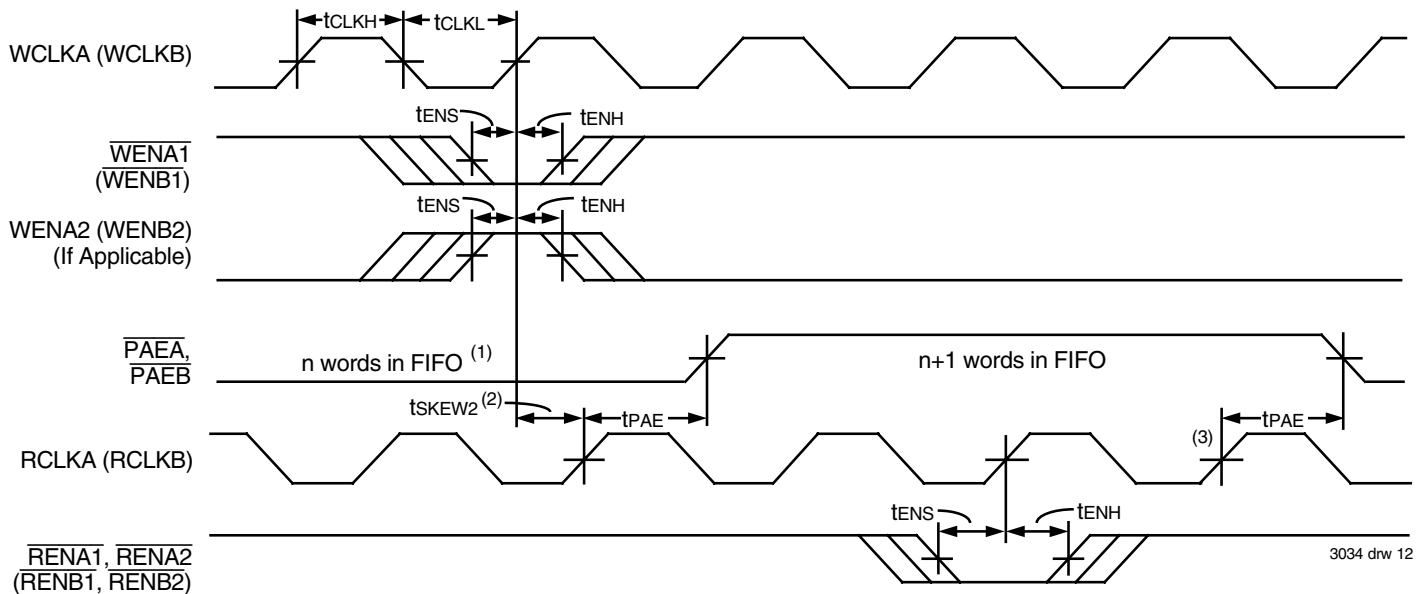 tCLKH
tCLKL
WCLKA (WCLKB)
tENS
tENH
WENA1
(WENB1)
tENS
tENH
WENA2 (WENB2)
(If Applicable)
PAEA,
PAEB
n words in FIFO (1)
n+1 words in FIFO
tSKEW2(2)
tPAE
(3)
tPAE
RCLKA (RCLKB)
tENS
tENH
RENA1, RENA2
(RENB1, RENB2)
3034 drw 12